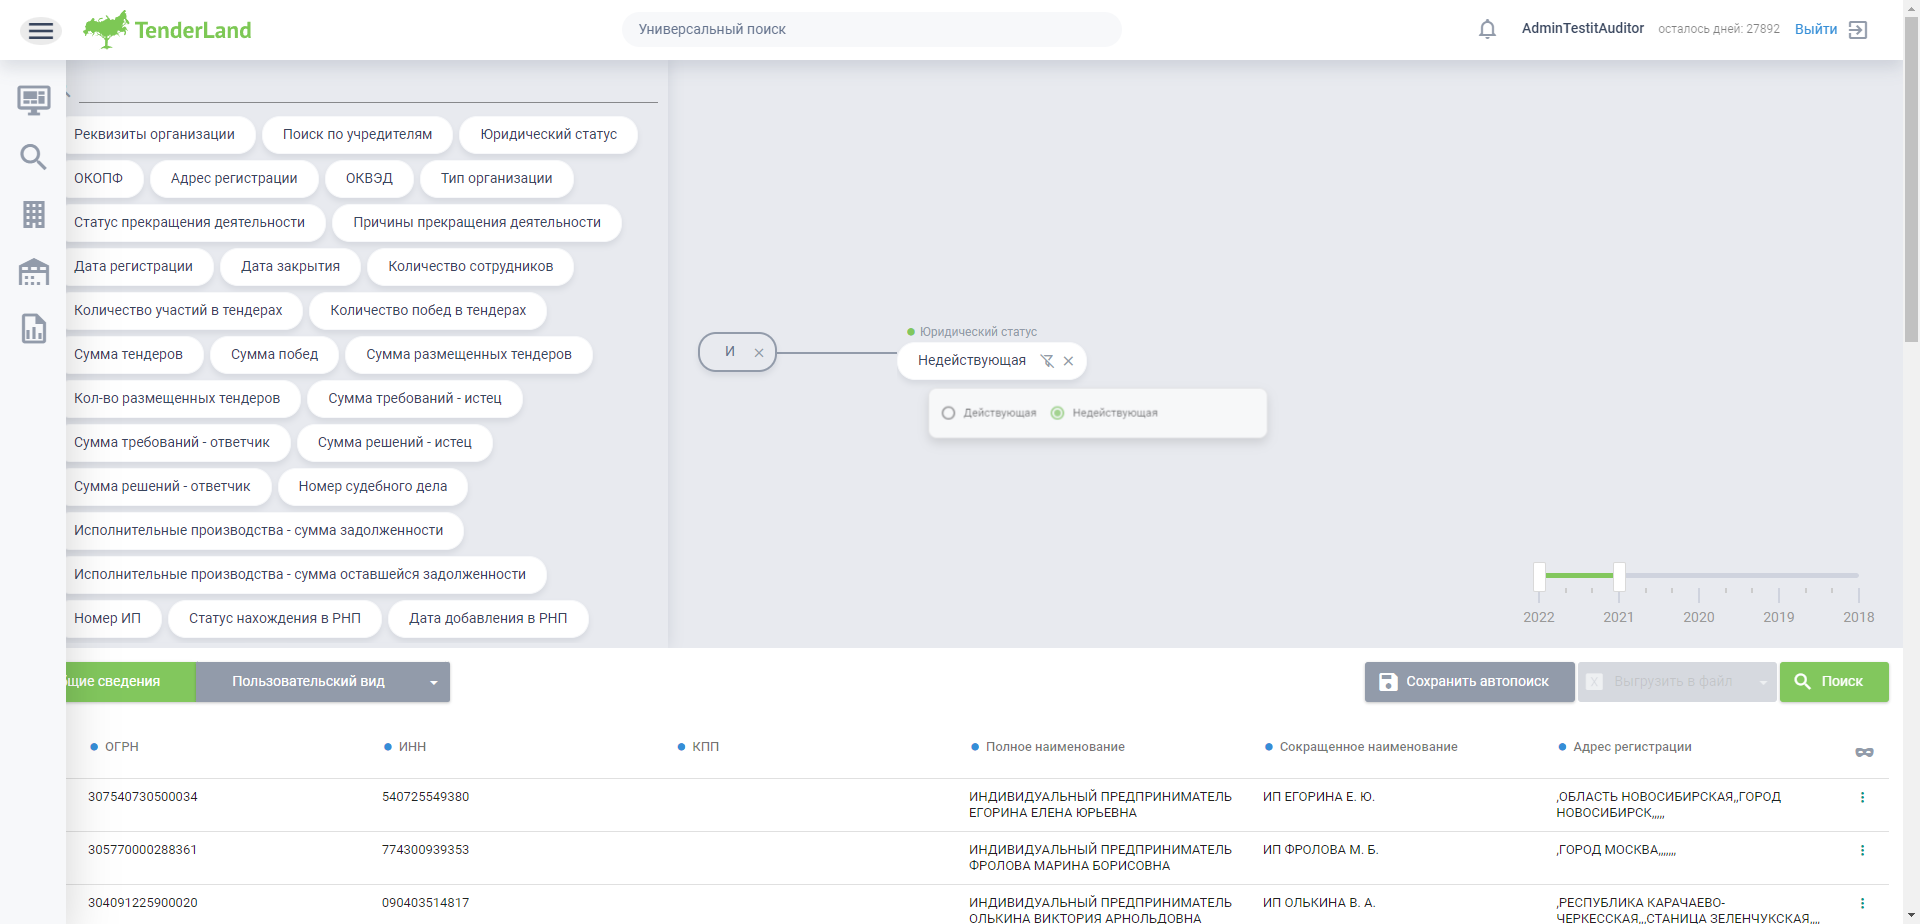 TenderLand
Универсальный поиск
AdminTestitAuditor
осталось дней: 27892
Выйти
Реквизиты организации
Поиск по учредителям
Юридический статус
ОКОПФ
Адрес регистрации
ОКВЭД
Тип организации
Статус прекращения деятельности
Причины прекращения деятельности
Дата регистрации
Дата закрытия
Количество сотрудников
Количество участий в тендерах
Количество побед в тендерах
Сумма тендеров
Сумма побед
Сумма размещенных тендеров
Кол-во размещенных тендеров
Сумма требований - истец
Сумма требований - ответчик
Сумма решений - истец
Сумма решений - ответчик
Номер судебного дела
Исполнительные производства - сумма задолженности
Исполнительные производства - сумма оставшейся задолженности
Номер ИП
Статус нахождения в РНП
Дата добавления в РНП
И
Юридический статус
Недействующая
Действующая
Недействующая
2022 2021 2020 2019 2018
щие сведения
Пользовательский вид
Сохранить автопоиск
Выгрузить в файл
Поиск
ОГРН ИНН КПП Полное наименование Сокращенное наименование Адрес регистрации
307540730500034 540725549380 ИНДИВИДУАЛЬНЫЙ ПРЕДПРИНИМАТЕЛЬ ИП ЕГОРИНА Е. Ю. ,ОБЛАСТЬ НОВОСИБИРСКАЯ,,ГОРОД
ЕГОРИНА ЕЛЕНА ЮРЬЕВНА НОВОСИБИРСК,,,,,
305770000288361 774300939353 ИНДИВИДУАЛЬНЫЙ ПРЕДПРИНИМАТЕЛЬ ИП ФРОЛОВА М. Б. ,ГОРОД МОСКВА,,,,,,,
ФРОЛОВА МАРИНА БОРИСОВНА
304091225900020 090403514817 ИНДИВИДУАЛЬНЫЙ ПРЕДПРИНИМАТЕЛЬ ИП ОЛЬКИНА В. А. ,РЕСПУБЛИКА КАРАЧАЕВО-
ОЛЬКИНА ВИКТОРИЯ АРНОЛЬДОВНА ЧЕРКЕССКАЯ,,,СТАНИЦА ЗЕЛЕНЧУКСКАЯ,,,,